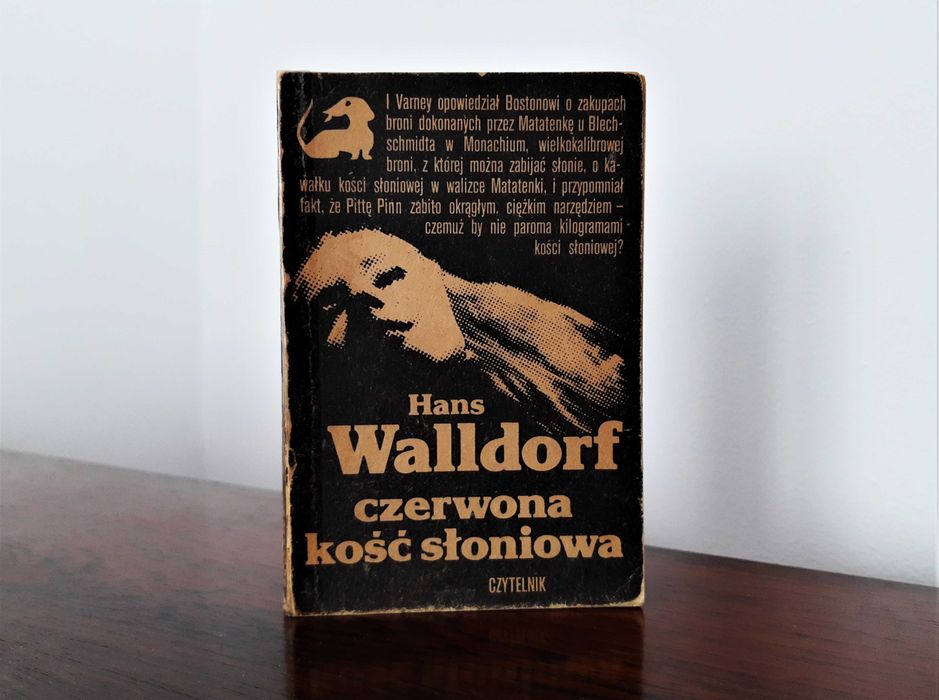 I Varney opowiedział Bostonowi o zakupach
broni dokonanych przez Matatenkę u Blech-
schmidta w Monachium, wielkokalibrowej
broni, z której można zabijać słonie, o ka-
wałku kości słoniowej w walizce Matatenki, i przypomniał
fakt, że Pittę Pinn zabito okrągłym, ciężkim narzędziem –
czemuż by nie paroma kilogramami
kości słoniowej?
Hans
Walldorf
czerwona
kość słoniowa
CZYTELNIK